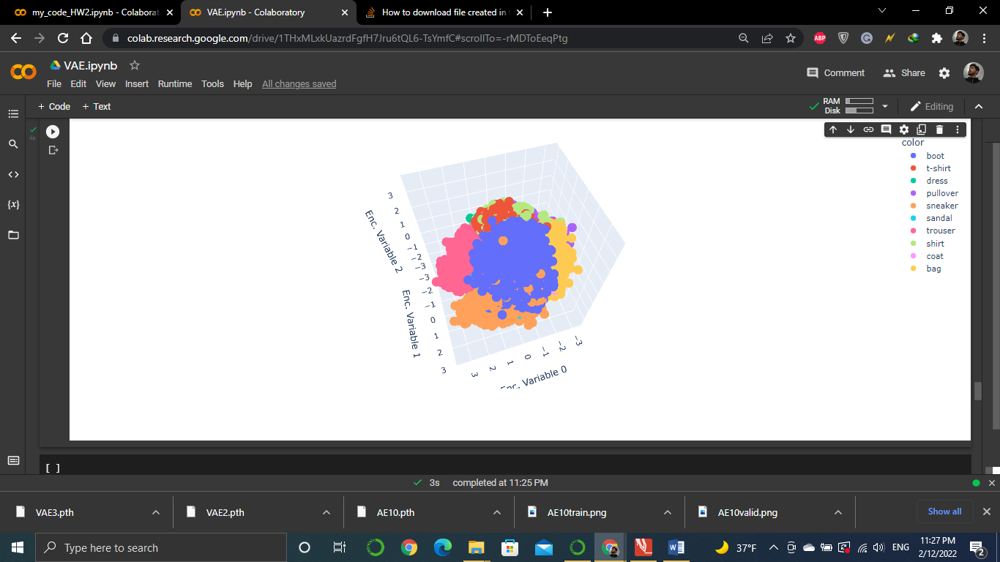 my_code_HW2.ipynb - Colaborat
VAE.ipynb - Colaboratory
How to download file created in
colab.research.google.com/drive/1THxMLxkUazrdFgfH7Jru6tQL6-TsYmfC#scrollTo=-rMDToEeqPtg
ABP
VAE.ipynb
Comment
Share
File Edit View Insert Runtime Tools Help All changes saved
+ Code + Text
RAM
Disk
Editing
4s
{x}
color
boot
t-shirt
dress
pullover
sneaker
sandal
trouser
shirt
coat
bag
3
2
1
0
−1
−2
−3
Enc. Variable 2
−3
−2
−1
0
1
2
3
Enc. Variable 1
3
2
1
0
−1
−2
−3
Enc. Variable 0
[ ]
3s completed at 11:25 PM
VAE3.pth
VAE2.pth
AE10.pth
AE10train.png
AE10valid.png
Show all
Type here to search
37°F
ENG
11:27 PM
2/12/2022
2